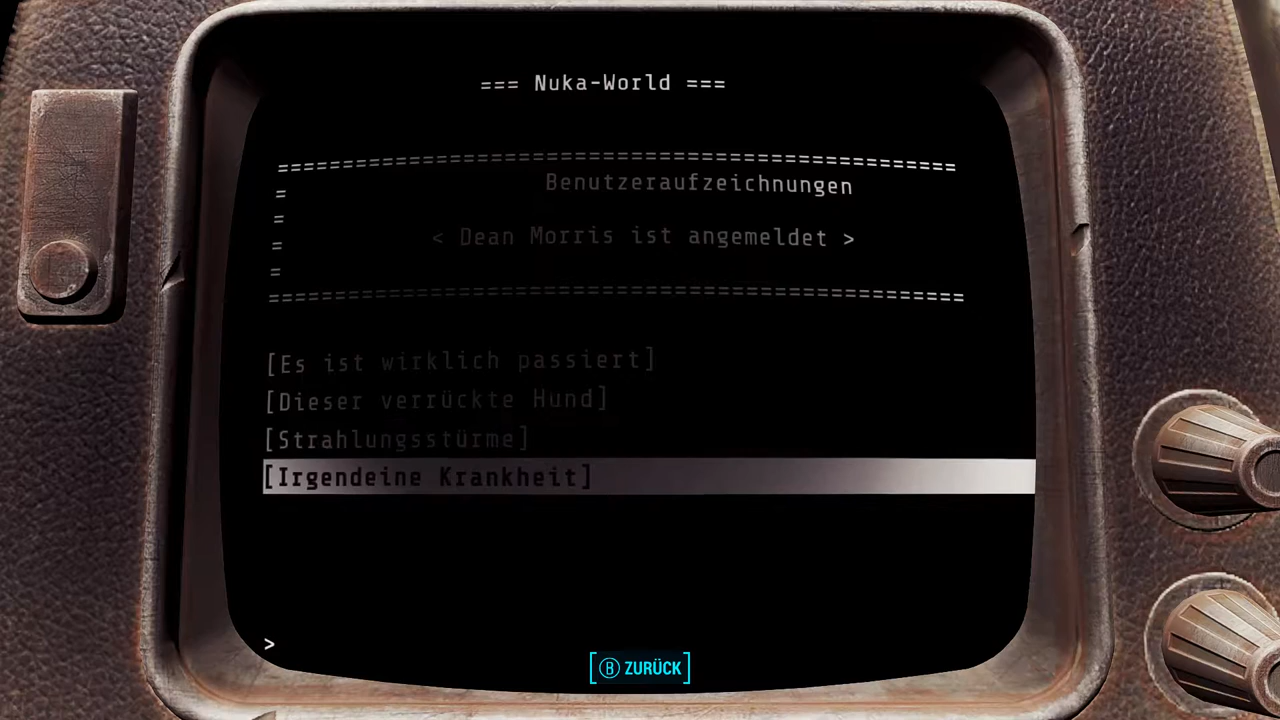 === Nuka-World ===
====================================================
= Benutzeraufzeichnungen
=
= < Dean Morris ist angemeldet >
=
=====================================================
[Es ist wirklich passiert]
[Dieser verrückte Hund]
[Strahlungsstürme]
[Irgendeine Krankheit]
>
[Ⓑ ZURÜCK]